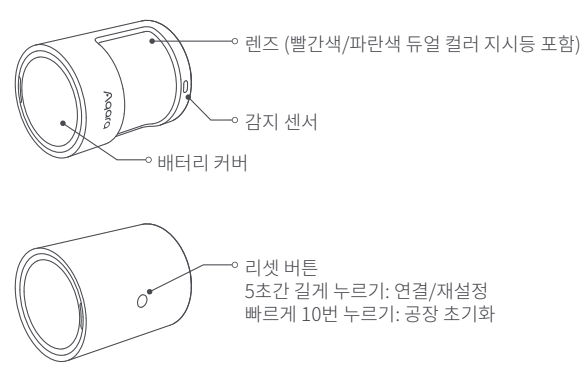 렌즈 (빨간색/파란색 듀얼 컬러 지시등 포함)
Aqara
감지 센서
배터리 커버
리셋 버튼
5초간 길게 누르기: 연결/재설정
빠르게 10번 누르기: 공장 초기화